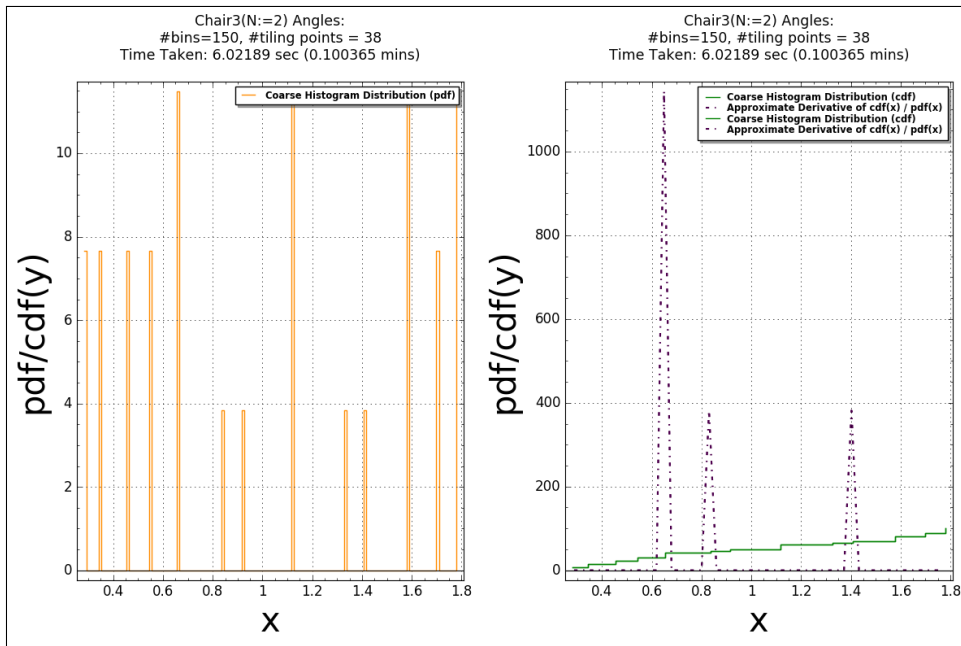 Chair3(N:=2) Angles:
#bins=150, #tiling points = 38
Time Taken: 6.02189 sec (0.100365 mins)
Coarse Histogram Distribution (pdf)
10
8
6
4
2
0
0.4
0.6
0.8
1
1.2
1.4
1.6
1.8
pdf/cdf(y)
x
Chair3(N:=2) Angles:
#bins=150, #tiling points = 38
Time Taken: 6.02189 sec (0.100365 mins)
Coarse Histogram Distribution (cdf)
Approximate Derivative of cdf(x) / pdf(x)
Coarse Histogram Distribution (cdf)
Approximate Derivative of cdf(x) / pdf(x)
1000
800
600
400
200
0
0.4
0.6
0.8
1
1.2
1.4
1.6
1.8
pdf/cdf(y)
x